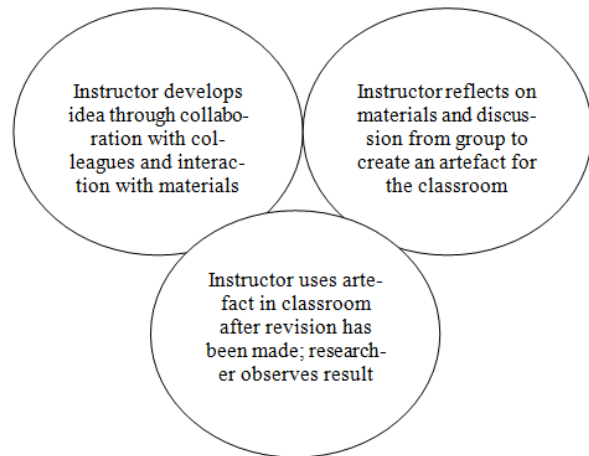 Instructor develops
idea through collabo-
ration with col-
leagues and interac-
tion with materials
Instructor reflects on
materials and discus-
sion from group to
create an artefact for
the classroom
Instructor uses arte-
fact in classroom
after revision has
been made; research-
er observes result